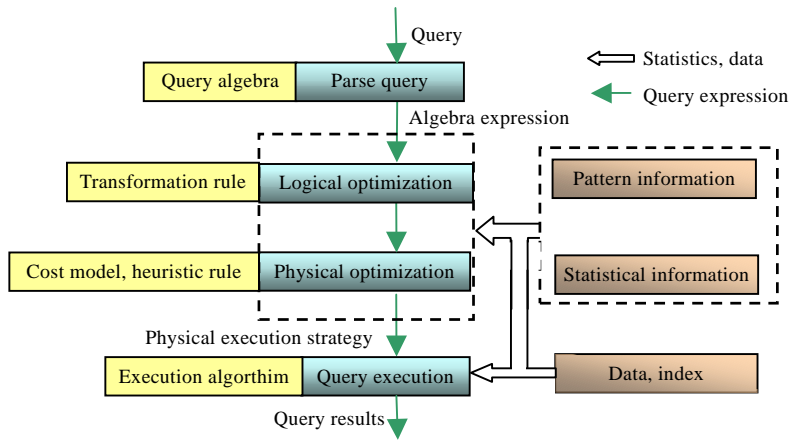 Query
Statistics, data
Query algebra
Parse query
Query expression
Algebra expression
Transformation rule
Logical optimization
Pattern information
Cost model, heuristic rule
Physical optimization
Statistical information
Physical execution strategy
Execution algorthim
Query execution
Data, index
Query results